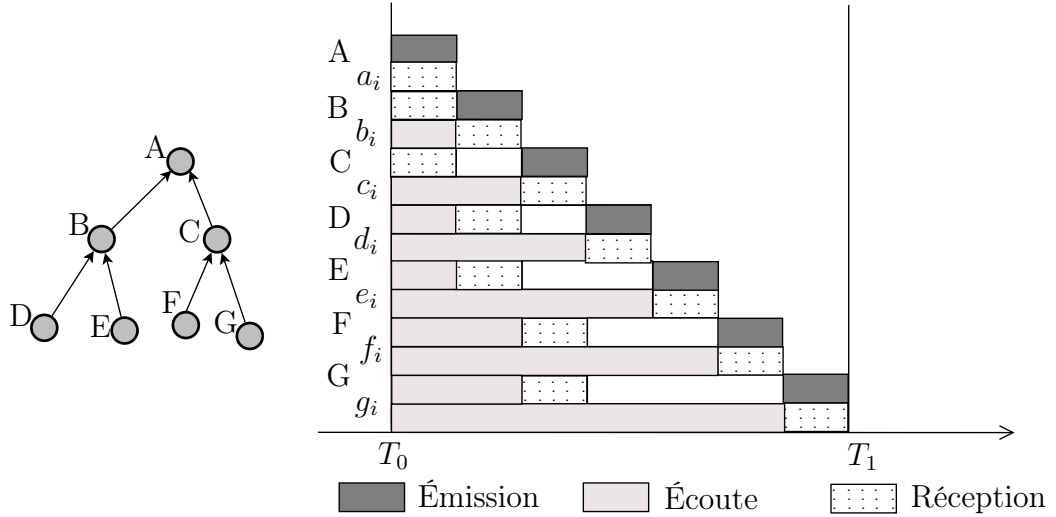 A
B
C
D
E
F
G
A
a_i
B
b_i
C
c_i
D
d_i
E
e_i
F
f_i
G
g_i
T_0
T_1
Émission
Écoute
Réception